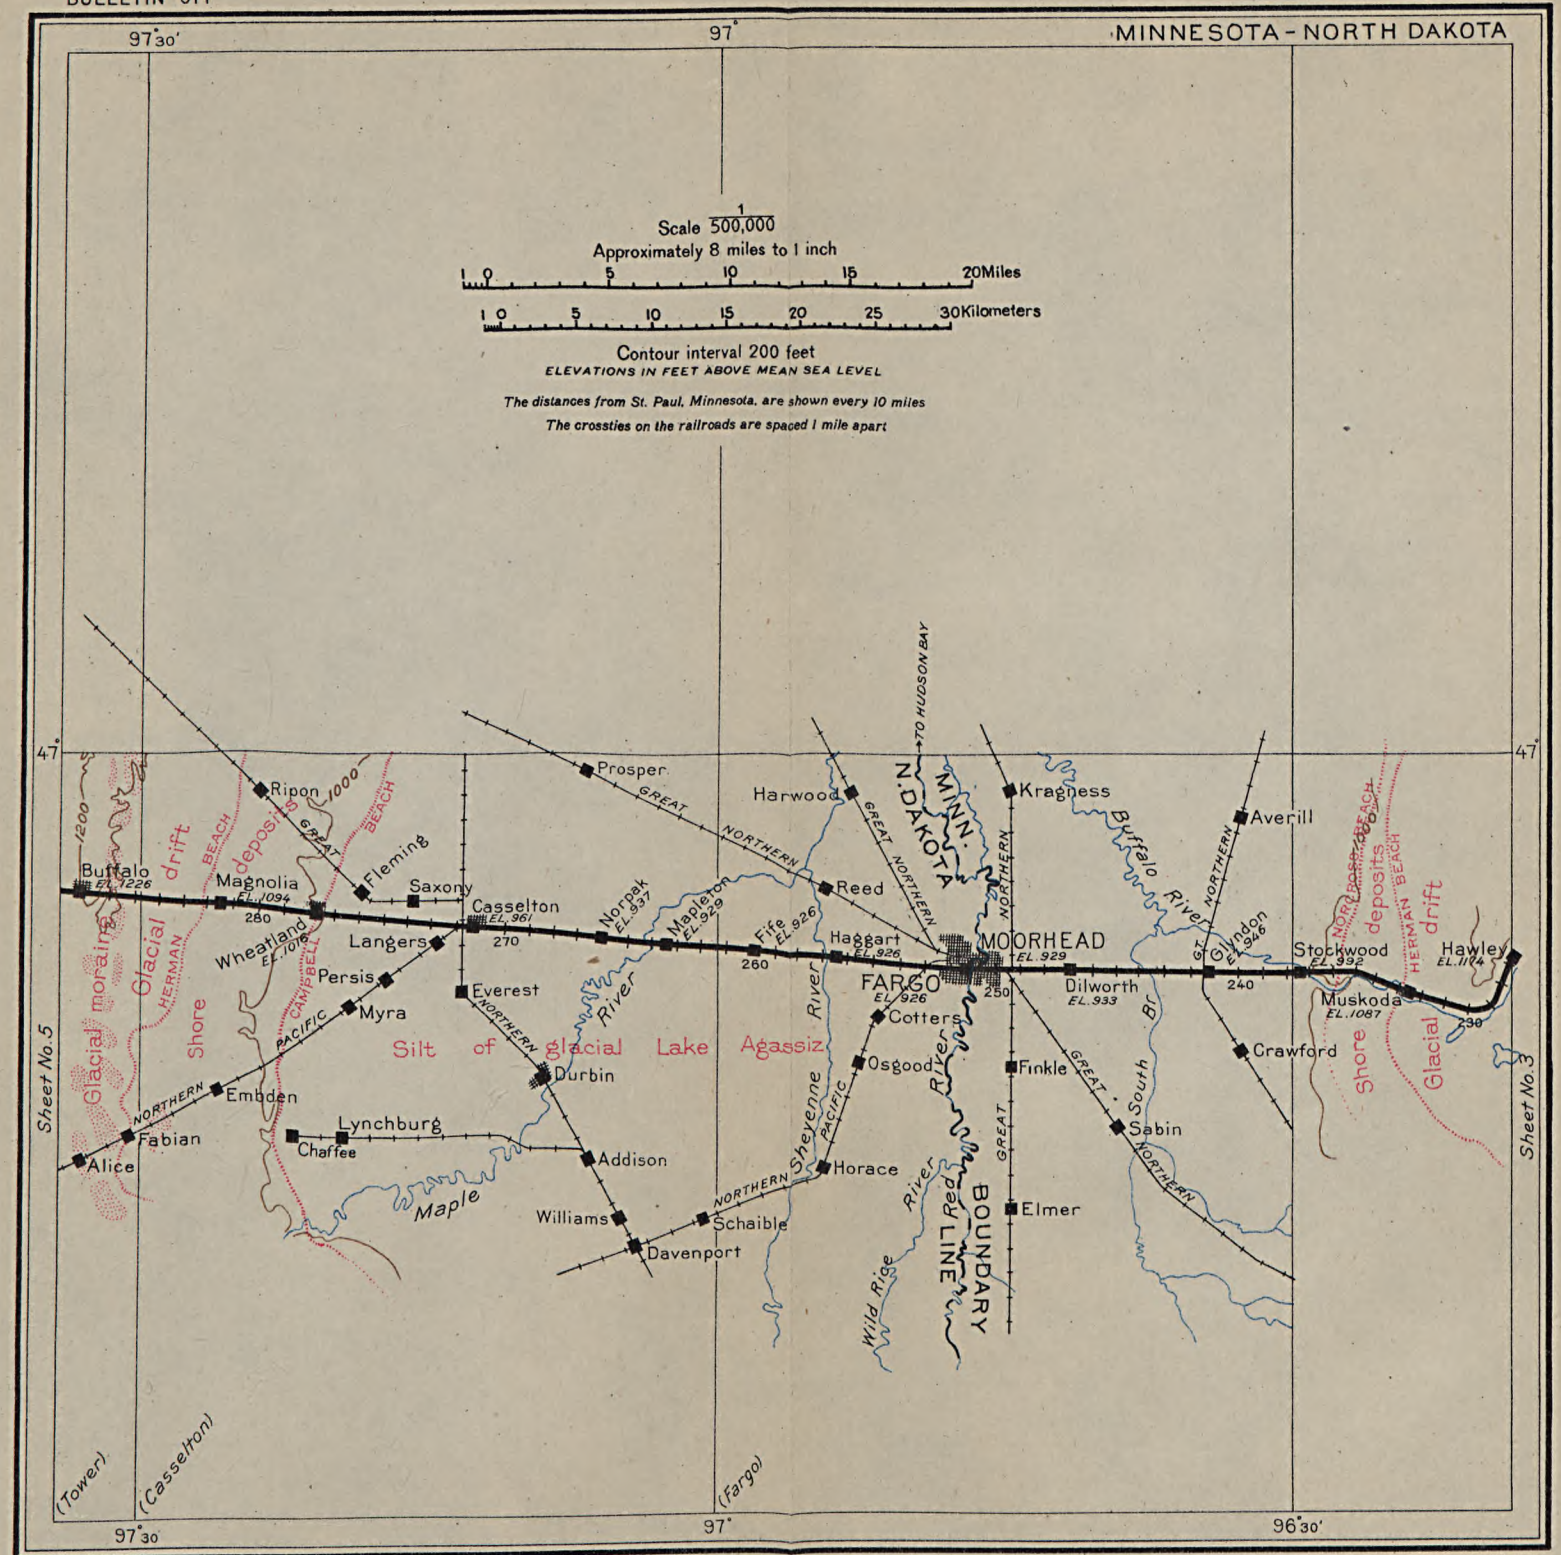 97°30'
97°
MINNESOTA-NORTH DAKOTA
Scale 1/500,000
Approximately 8 miles to 1 inch
1 0 5 10 15 20 Miles
1 0 5 10 15 20 25 30 Kilometers
Contour interval 200 feet
ELEVATIONS IN FEET ABOVE MEAN SEA LEVEL
The distances from St. Paul, Minnesota, are shown every 10 miles
The crossties on the railroads are spaced 1 mile apart
TO HUDSON BAY
47°
47°
Prosper
GREAT NORTHERN
Harwood
GREAT NORTHERN
N. DAKOTA
MINN.
Kragness
NORTHERN
Buffalo River
Averill
NORTHERN
GT.
Ripon
GREAT
1000
1200
BEACH
BEACH
drift
deposits
Fleming
Saxony
Buffalo
EL. 1226
Magnolia
EL. 1094
280
Wheatland
EL. 1016
Casselton
EL. 961
270
Norpak
EL. 937
Mapleton
EL. 929
Fife
EL. 926
260
Haggart
EL. 926
Reed
MOORHEAD
EL. 929
FARGO
EL. 926
250
Dilworth
EL. 933
Glyndon
EL. 946
240
Stockwood
EL. 992
Muskoda
EL. 1087
Hawley
EL. 1174
230
NORCROSS BEACH
1000
deposits
HERMAN BEACH
drift
Shore
Glacial
Glacial moraine
Glacial
HERMAN
Shore
CAMPBELL
Langers
Persis
Myra
PACIFIC
Everest
NORTHERN
River
Silt of glacial Lake Agassiz
Durbin
Cotters
Osgood
PACIFIC
River
River
Finkle
GREAT
GREAT
South Br
Crawford
Sabin
NORTHERN
Sheet No. 5
Sheet No. 3
NORTHERN
Embden
Fabian
Alice
Lynchburg
Chaffee
Addison
Maple
Williams
Davenport
Schaible
NORTHERN
Sheyenne
Horace
Wild Rice
River
Red
BOUNDARY
LINE
Elmer
(Tower)
(Casselton)
(Fargo)
97°30
97°
96°30'